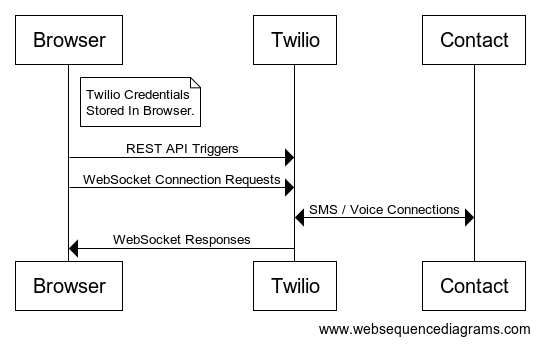 Browser
Twilio
Contact
Twilio Credentials
Stored In Browser.
REST API Triggers
WebSocket Connection Requests
SMS / Voice Connections
WebSocket Responses
Browser
Twilio
Contact
www.websequencediagrams.com